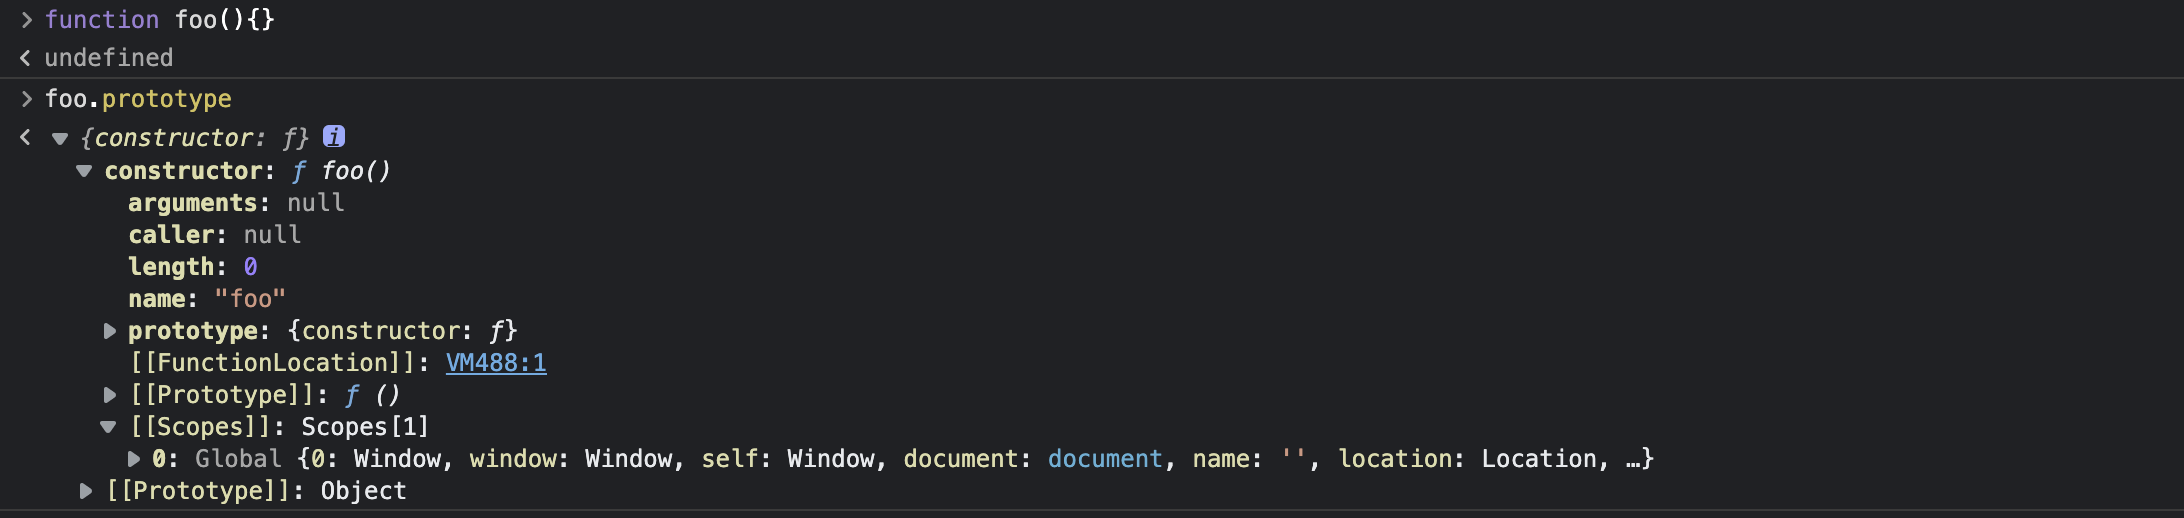 > function foo(){}
< undefined
> foo.prototype
< ▼ {constructor: ƒ} i
▼ constructor: ƒ foo()
arguments: null
caller: null
length: 0
name: "foo"
▶ prototype: {constructor: ƒ}
[[FunctionLocation]]: VM488:1
▶ [[Prototype]]: ƒ ()
▼ [[Scopes]]: Scopes[1]
▶ 0: Global {0: Window, window: Window, self: Window, document: document, name: '', location: Location, …}
▶ [[Prototype]]: Object